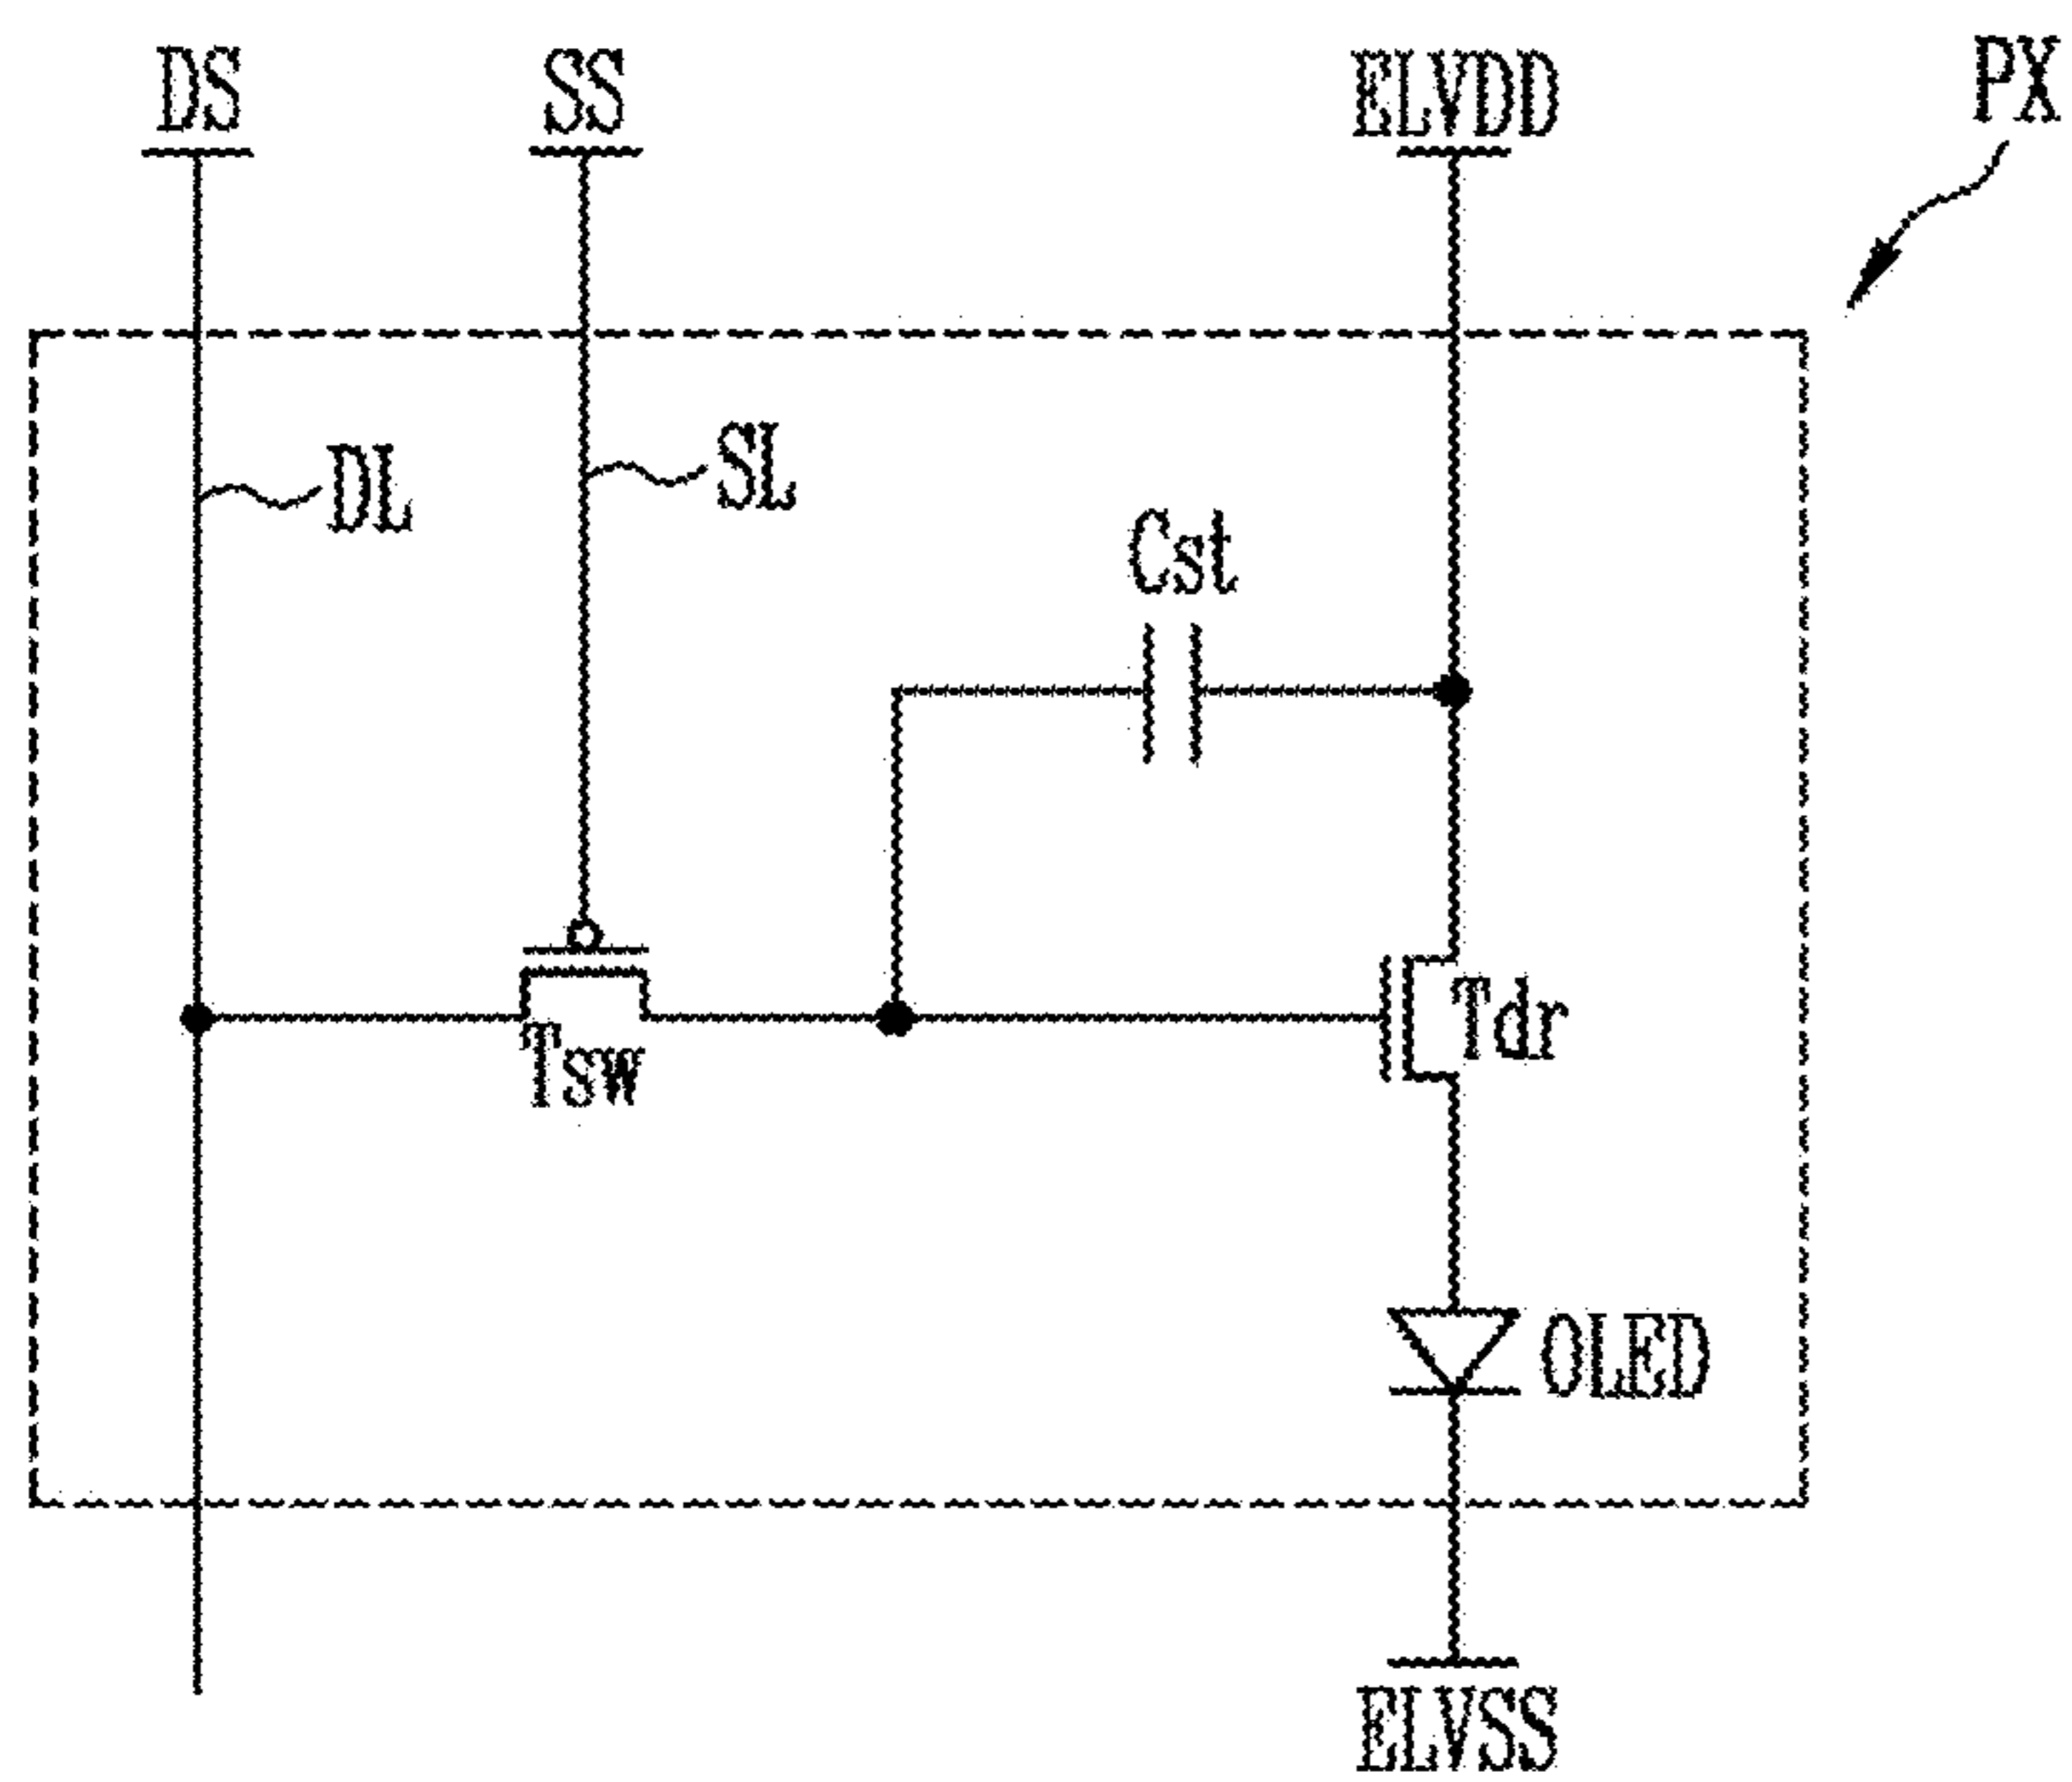 DS
SS
ELVDD
PX
DL
SL
Cst
Tsw
Tdr
OLED
ELVSS